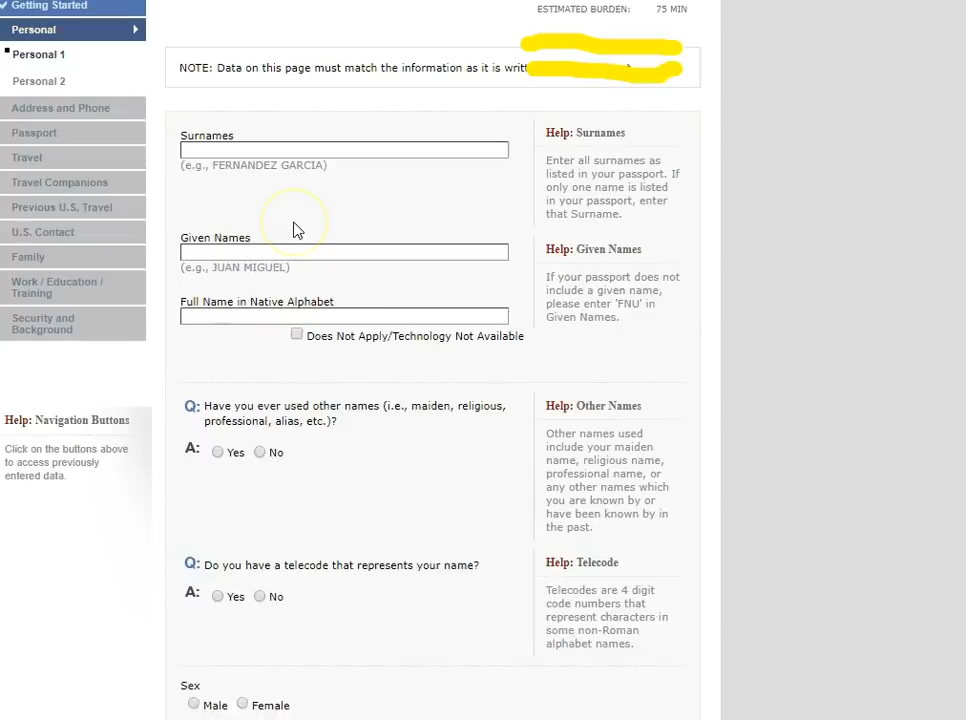 Getting Started
Personal
Personal 1
Personal 2
Address and Phone
Passport
Travel
Travel Companions
Previous U.S. Travel
U.S. Contact
Family
Work / Education /
Training
Security and
Background
Help: Navigation Buttons
Click on the buttons above
to access previously
entered data.
ESTIMATED BURDEN: 75 MIN
NOTE: Data on this page must match the information as it is
Surnames
(e.g., FERNANDEZ GARCIA)
Help: Surnames
Enter all surnames as
listed in your passport. If
only one name is listed
in your passport, enter
that Surname.
Given Names
(e.g., JUAN MIGUEL)
Help: Given Names
If your passport does not
include a given name,
please enter 'FNU' in
Given Names.
Full Name in Native Alphabet
Does Not Apply/Technology Not Available
Q: Have you ever used other names (i.e., maiden, religious,
professional, alias, etc.)?
A: Yes No
Help: Other Names
Other names used
include your maiden
name, religious name,
professional name, or
any other names which
you are known by or
have been known by in
the past.
Q: Do you have a telecode that represents your name?
A: Yes No
Help: Telecode
Telecodes are 4 digit
code numbers that
represent characters in
some non-Roman
alphabet names.
Sex
Male Female